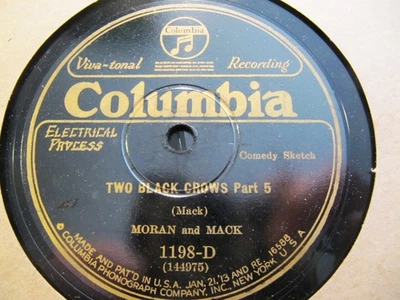 Columbia
Viva-tonal Recording
Columbia
ELECTRICAL
PROCESS
Comedy Sketch
TWO BLACK CROWS Part 5
(Mack)
MORAN and MACK
1198-D
(144975)
MADE AND PAT'D IN U.S.A. JAN. 21, '13 AND RE. 16588
COLUMBIA PHONOGRAPH COMPANY, INC., NEW YORK U S A